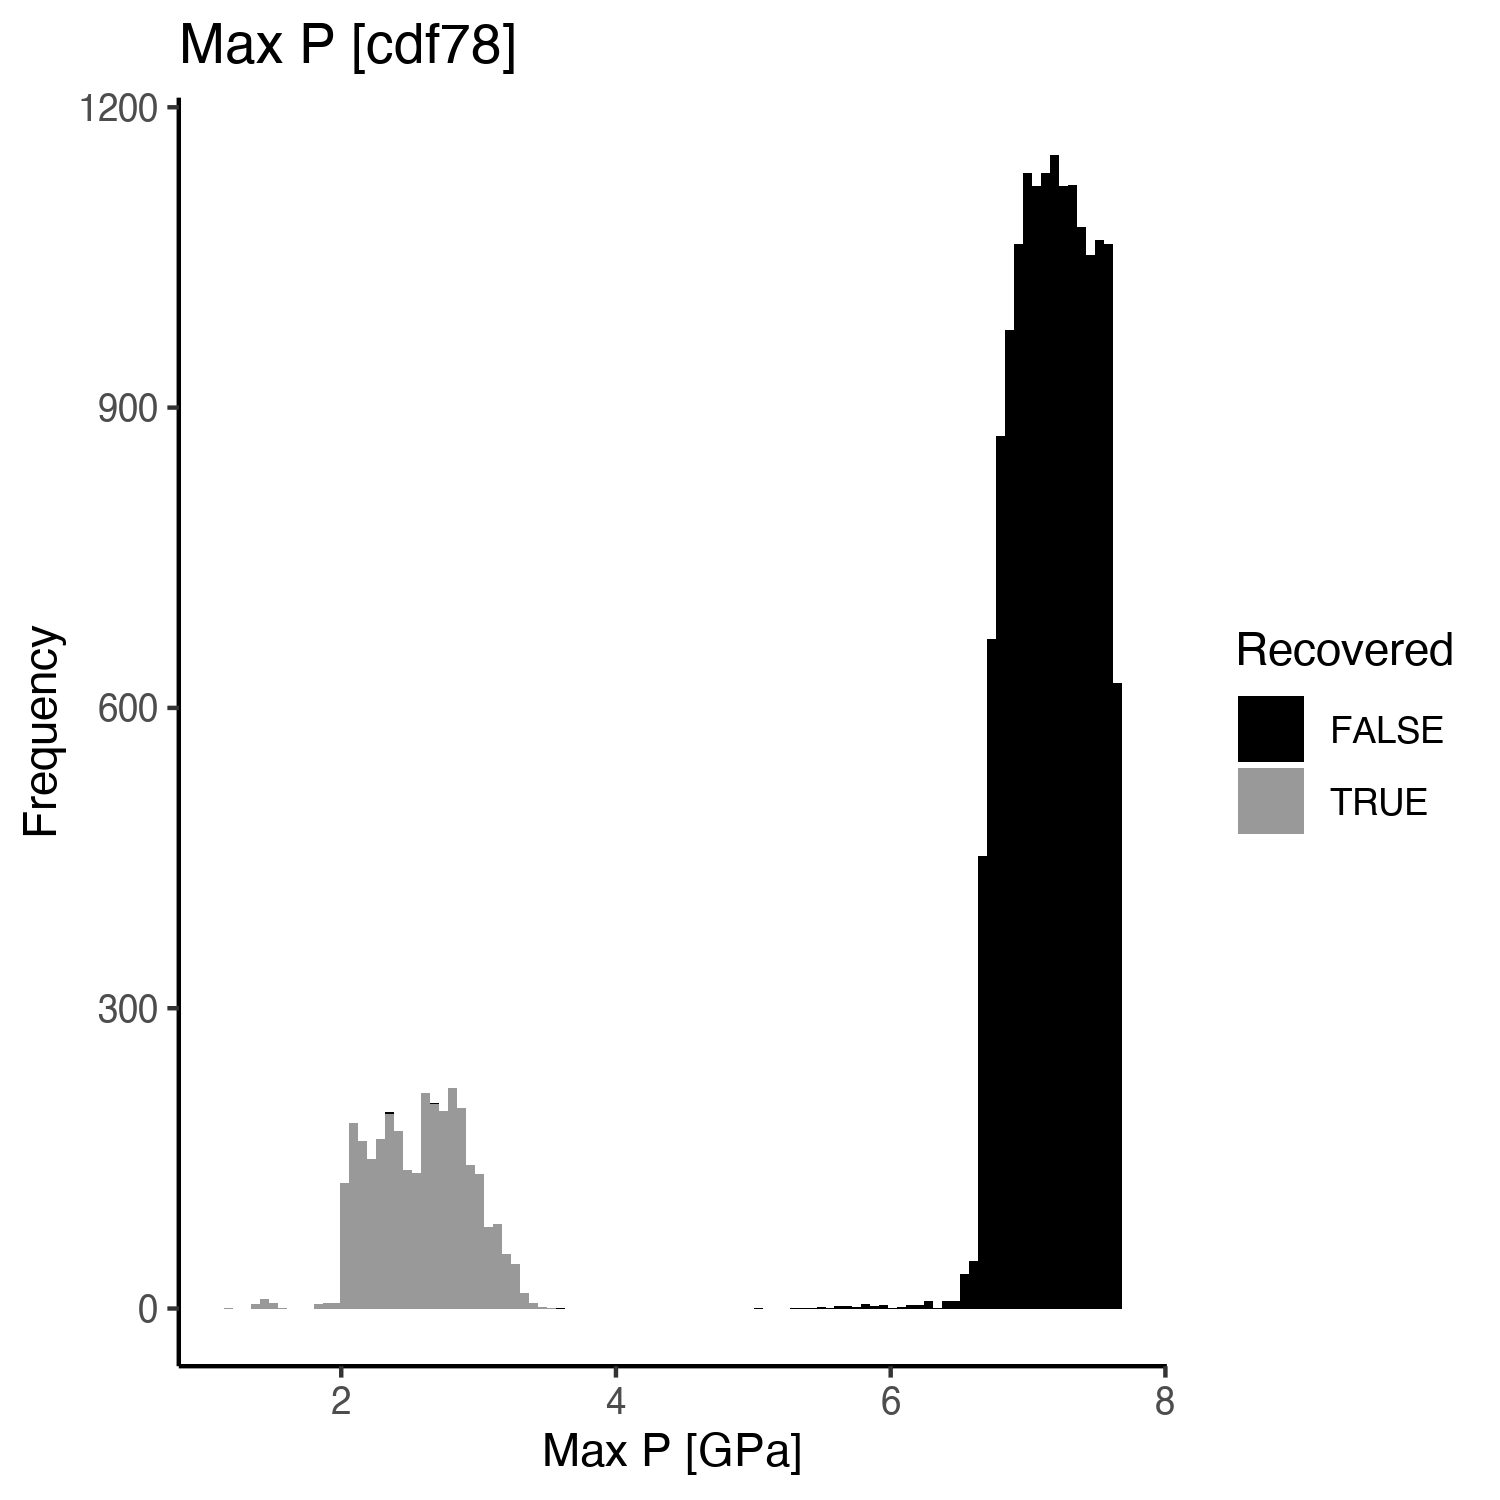 Max P [cdf78]
1200
900
600
300
0
Frequency
2 4 6 8
Max P [GPa]
Recovered
FALSE
TRUE